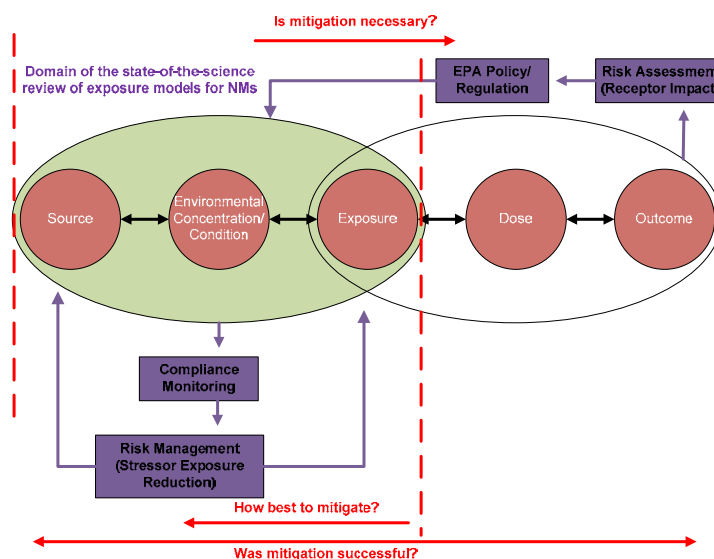 Is mitigation necessary?
Domain of the state-of-the-science
review of exposure models for NMs
EPA Policy/
Regulation
Risk Assessment
(Receptor Impact
Source
Environmental
Concentration/
Condition
Exposure
Dose
Outcome
Compliance
Monitoring
Risk Management
(Stressor Exposure
Reduction)
How best to mitigate?
Was mitigation successful?